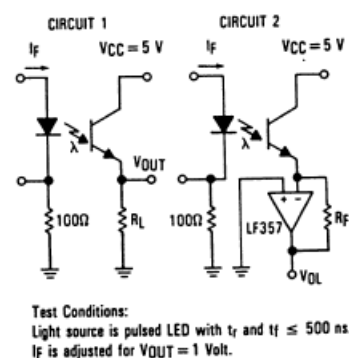 CIRCUIT 1
CIRCUIT 2
IF
VCC = 5 V
IF
VCC = 5 V
λ
λ
VOUT
100Ω
RL
100Ω
+ -
LF357
RF
VOL
Test Conditions:
Light source is pulsed LED with tr and tf ≤ 500 ns
IF is adjusted for VOUT = 1 Volt.